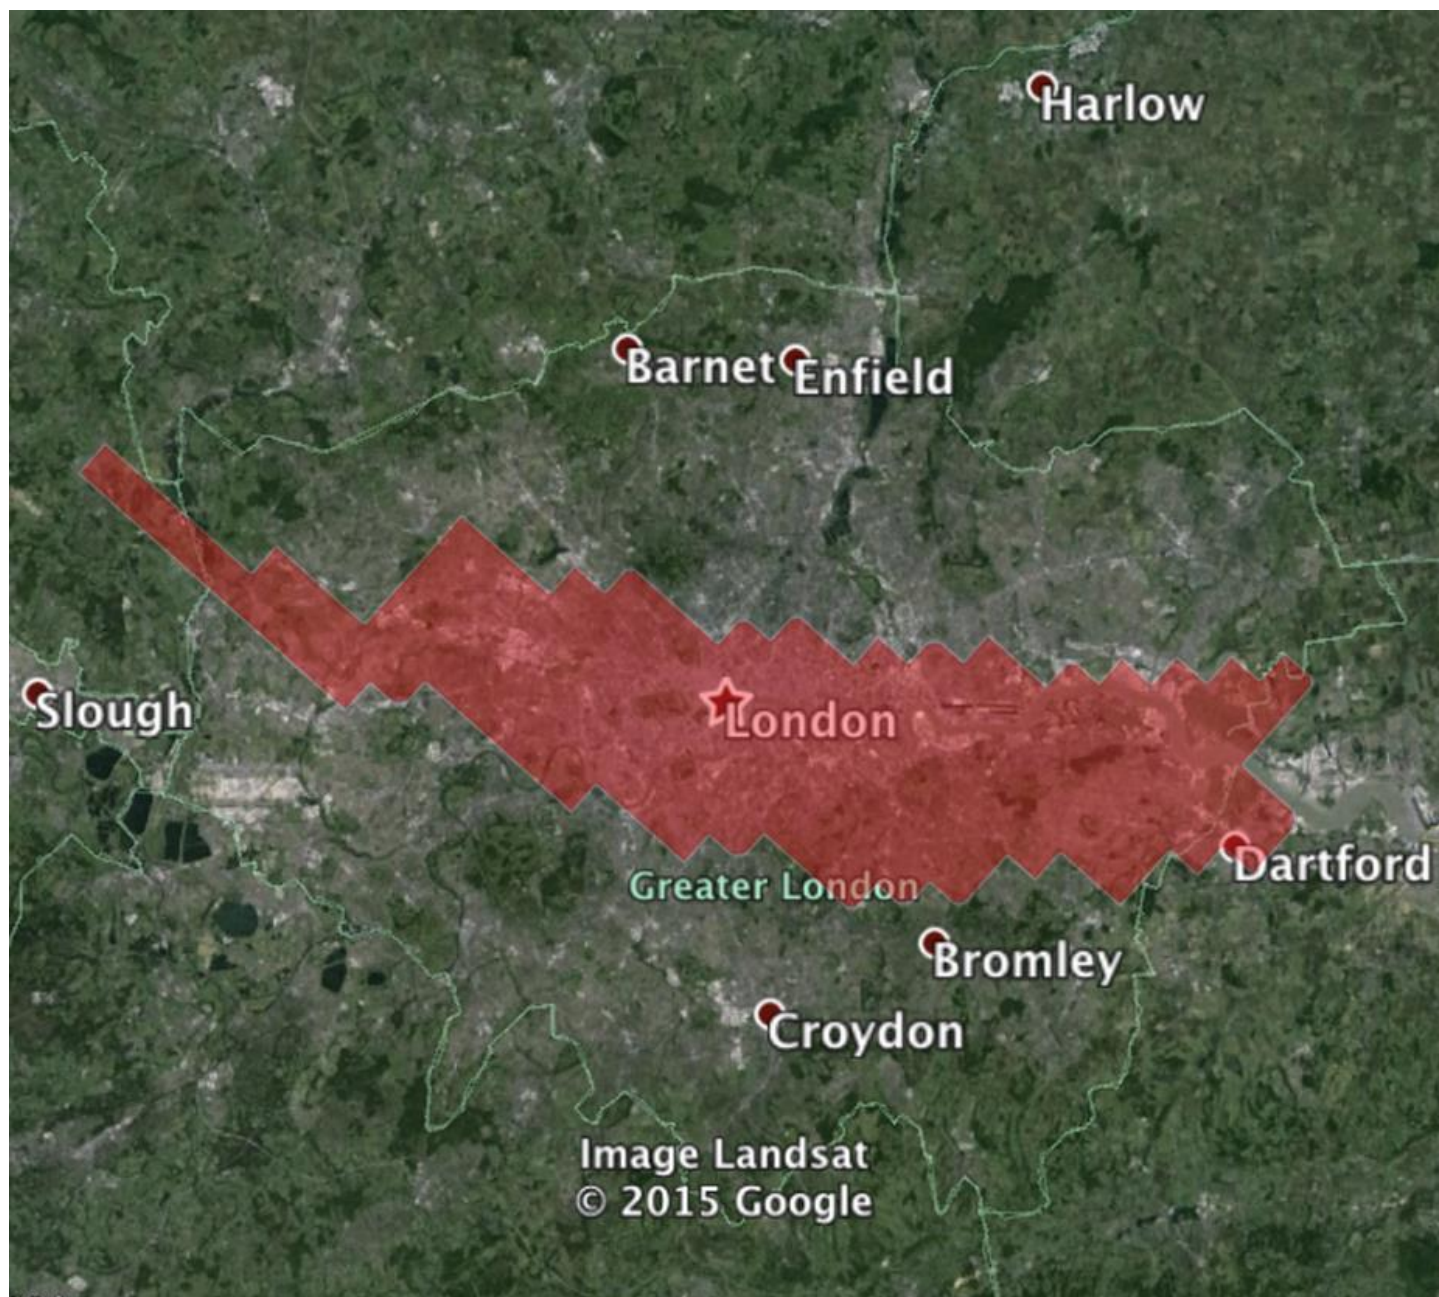 Harlow
Barnet
Enfield
Slough
London
Dartford
Greater London
Bromley
Croydon
Image Landsat
© 2015 Google